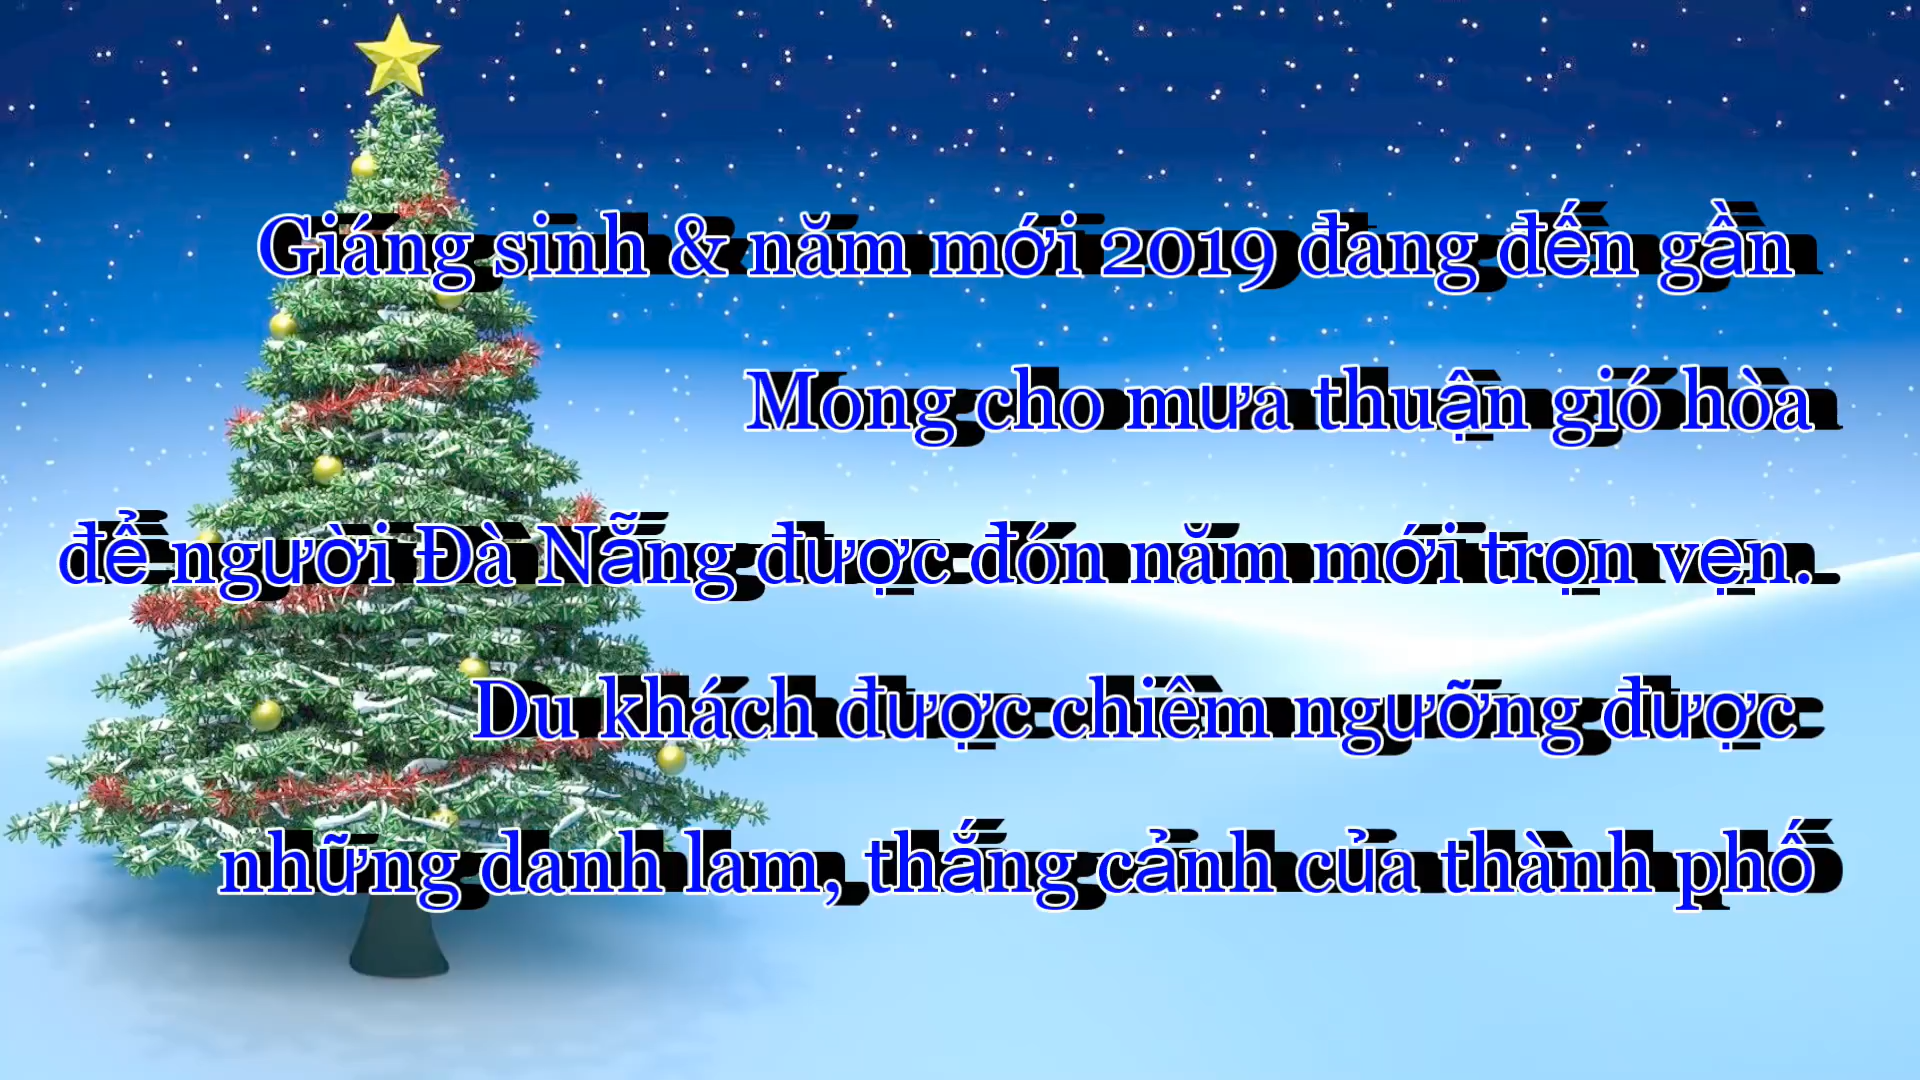 Giáng sinh & năm mới 2019 đang đến gần
Mong cho mưa thuận gió hòa
để người Đà Nẵng được đón năm mới trọn vẹn.
Du khách được chiêm ngưỡng được
những danh lam, thắng cảnh của thành phố